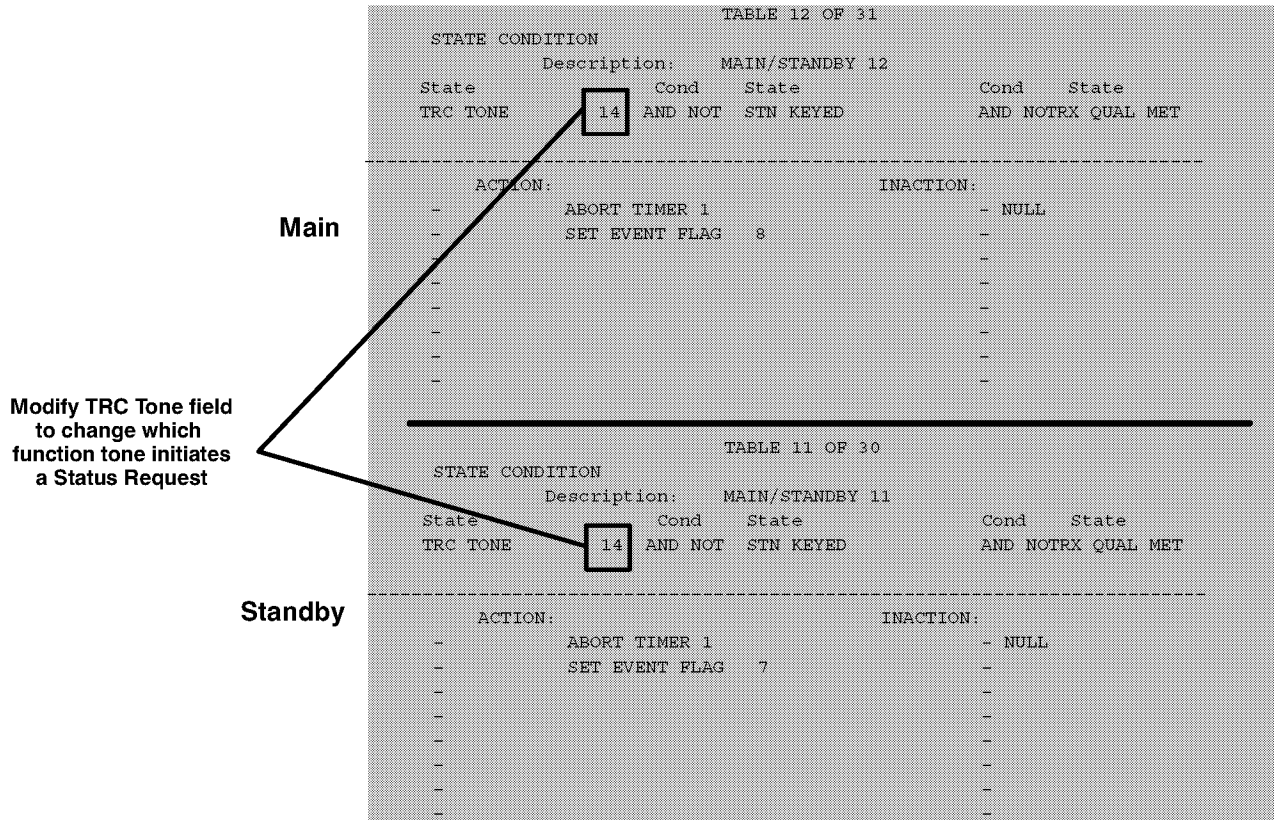 TABLE 12 OF 31
STATE CONDITION
Description: MAIN/STANDBY 12
State Cond State Cond State
TRC TONE 14 AND NOT STN KEYED AND NOTRX QUAL MET
ACTION: INACTION:
- ABORT TIMER 1 - NULL
- SET EVENT FLAG 8 -
- -
- -
- -
- -
- -
- -
Main
Modify TRC Tone field
to change which
function tone initiates
a Status Request
TABLE 11 OF 30
STATE CONDITION
Description: MAIN/STANDBY 11
State Cond State Cond State
TRC TONE 14 AND NOT STN KEYED AND NOTRX QUAL MET
Standby
ACTION: INACTION:
- ABORT TIMER 1 - NULL
- SET EVENT FLAG 7 -
- -
- -
- -
- -
- -
- -